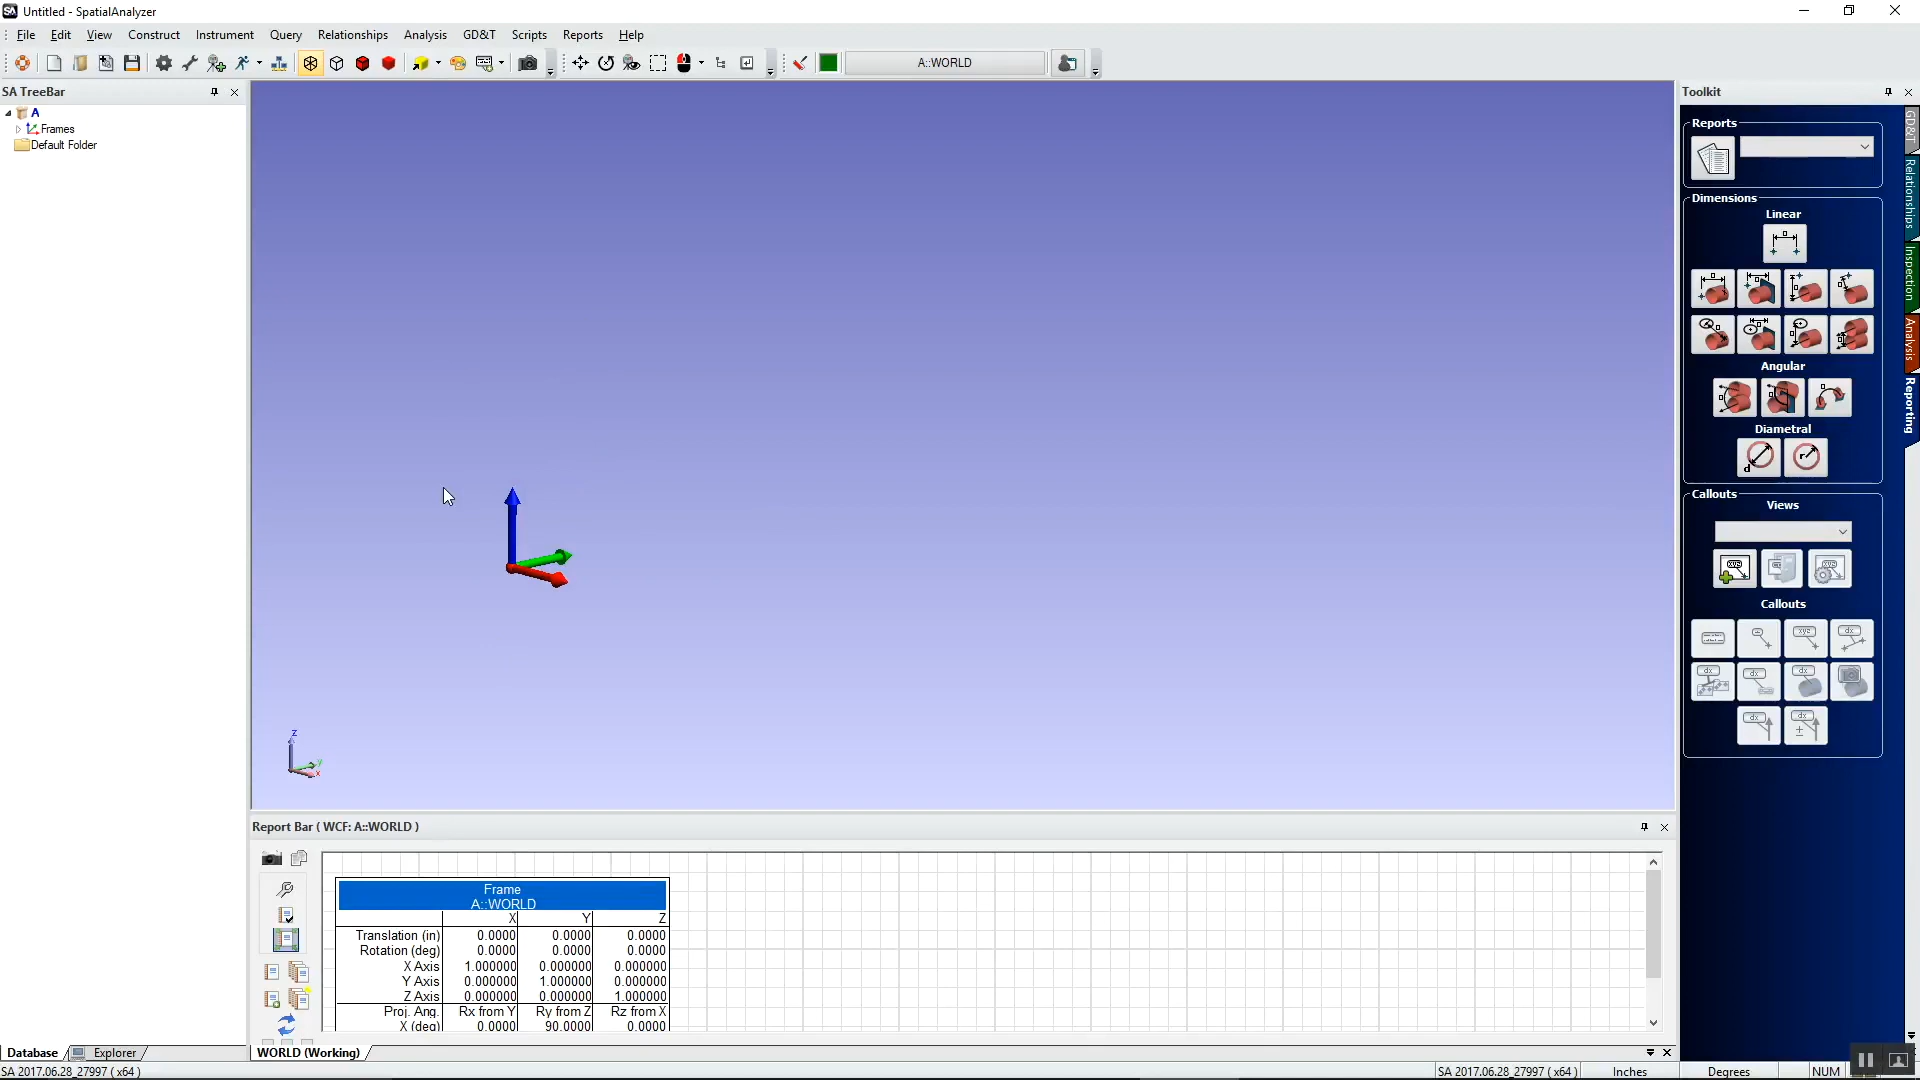 Untitled - SpatialAnalyzer
File Edit View Construct Instrument Query Relationships Analysis GD&T Scripts Reports Help
A::WORLD
SA TreeBar
A
Frames
Default Folder
Z
Y
X
Toolkit
Reports
Dimensions
Linear
Angular
Diametral
Callouts
Views
Callouts
GD&T
Relationships
Inspection
Analysis
Reporting
Report Bar ( WCF: A::WORLD )
Frame
A::WORLD
X Y Z
Translation (in) 0.0000 0.0000 0.0000
Rotation (deg) 0.0000 0.0000 0.0000
X Axis 1.000000 0.000000 0.000000
Y Axis 0.000000 1.000000 0.000000
Z Axis 0.000000 0.000000 1.000000
Proj. Ang. Rx from Y Ry from Z Rz from X
X (deg) 0.0000 90.0000 0.0000
Database Explorer
WORLD (Working)
SA 2017.06.28_27997 ( x64 )
SA 2017.06.28_27997 ( x64 ) Inches Degrees NUM